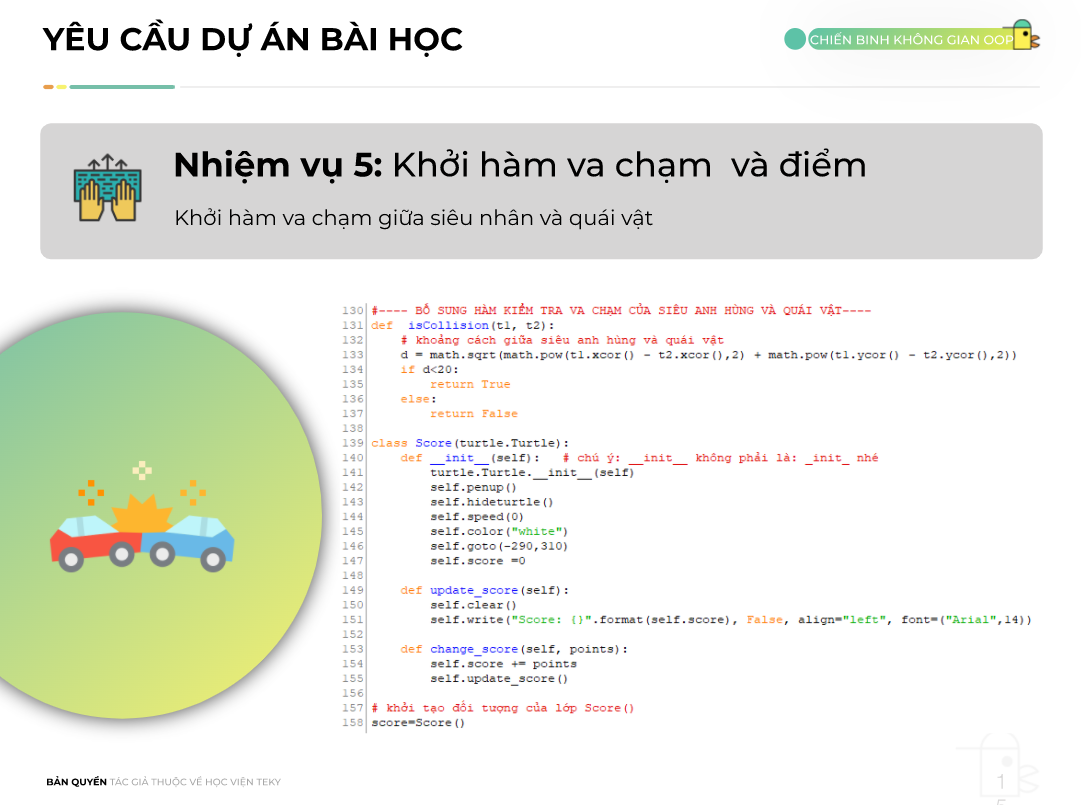 YÊU CẦU DỰ ÁN BÀI HỌC
CHIẾN BINH KHÔNG GIAN OOP
Nhiệm vụ 5: Khởi hàm va chạm  và điểm
Khởi hàm va chạm giữa siêu nhân và quái vật
130 #---- BỔ SUNG HÀM KIỂM TRA VA CHẠM CỦA SIÊU ANH HÙNG VÀ QUÁI VẬT----
131 def  isCollision(t1, t2):
132     # khoảng cách giữa siêu anh hùng và quái vật
133     d = math.sqrt(math.pow(t1.xcor() - t2.xcor(),2) + math.pow(t1.ycor() - t2.ycor(),2))
134     if d<20:
135         return True
136     else:
137         return False
138
139 class Score(turtle.Turtle):
140     def __init__(self):   # chú ý: __init__ không phải là: _init_ nhé
141         turtle.Turtle.__init__(self)
142         self.penup()
143         self.hideturtle()
144         self.speed(0)
145         self.color("white")
146         self.goto(-290,310)
147         self.score =0
148
149     def update_score(self):
150         self.clear()
151         self.write("Score: {}".format(self.score), False, align="left", font=("Arial",14))
152
153     def change_score(self, points):
154         self.score += points
155         self.update_score()
156
157 # khởi tạo đối tượng của lớp Score()
158 score=Score()
BẢN QUYỀN TÁC GIẢ THUỘC VỀ HỌC VIỆN TEKY
1